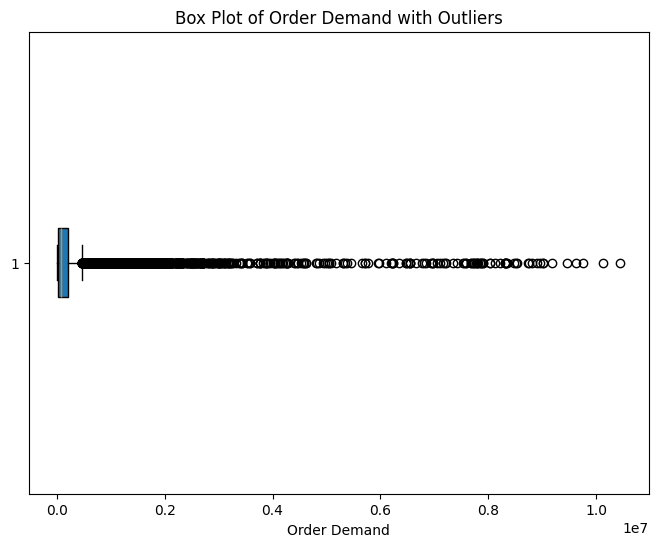 Box Plot of Order Demand with Outliers
1
0.0 0.2 0.4 0.6 0.8 1.0
1e7
Order Demand